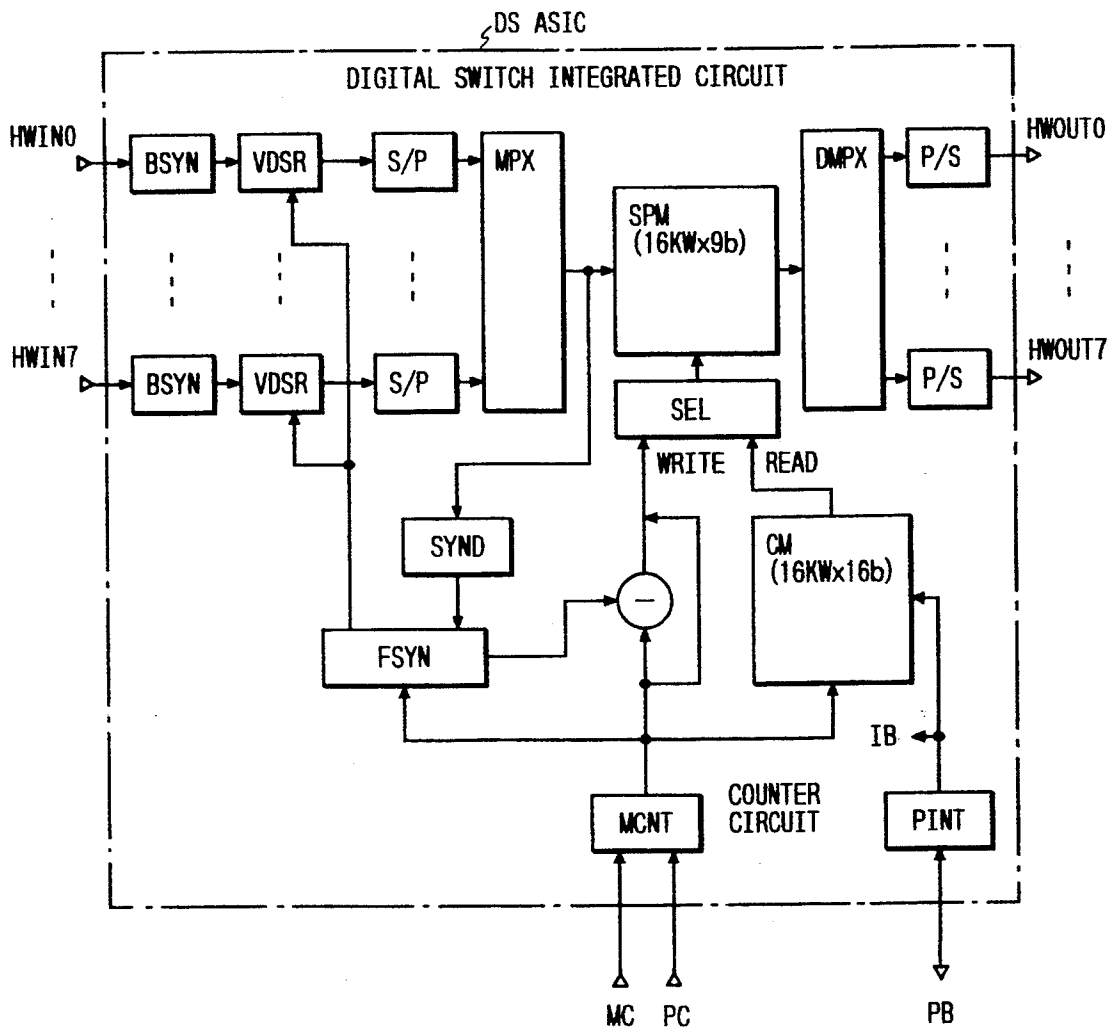 DS ASIC
DIGITAL SWITCH INTEGRATED CIRCUIT
HWIN0
BSYN
VDSR
S/P
MPX
SPM
(16KWx9b)
DMPX
P/S
HWOUT0
HWIN7
BSYN
VDSR
S/P
P/S
HWOUT7
SEL
WRITE
READ
SYND
CM
(16KWx16b)
−
FSYN
IB
MCNT
COUNTER
CIRCUIT
PINT
MC
PC
PB